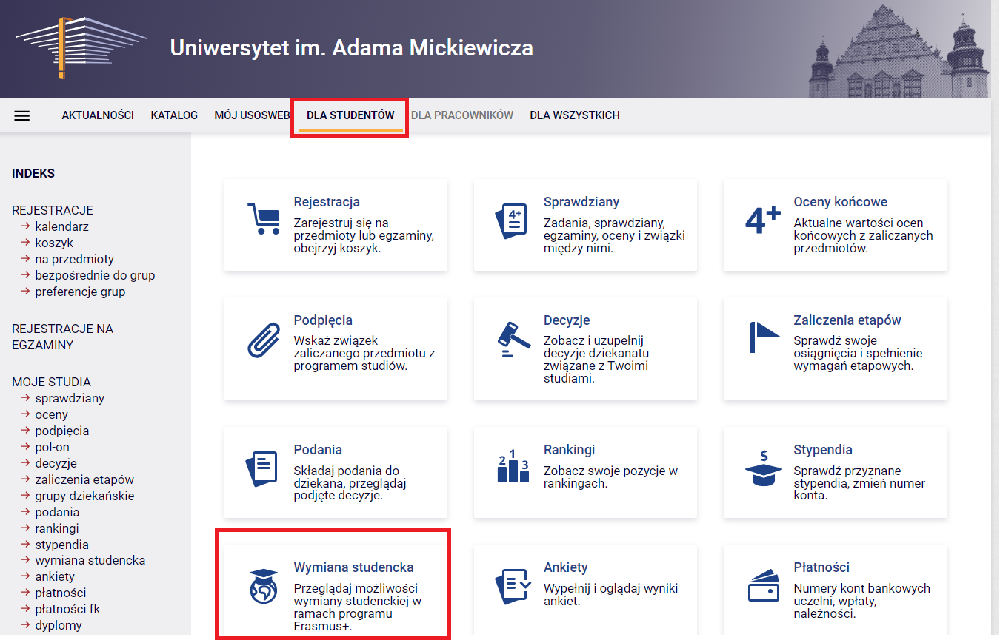 Uniwersytet im. Adama Mickiewicza
AKTUALNOŚCI KATALOG MÓJ USOSWEB DLA STUDENTÓW DLA PRACOWNIKÓW DLA WSZYSTKICH
INDEKS
REJESTRACJE
→ kalendarz
→ koszyk
→ na przedmioty
→ bezpośrednie do grup
→ preferencje grup
REJESTRACJE NA
EGZAMINY
MOJE STUDIA
→ sprawdziany
→ oceny
→ podpięcia
→ pol-on
→ decyzje
→ zaliczenia etapów
→ grupy dziekańskie
→ podania
→ rankingi
→ stypendia
→ wymiana studencka
→ ankiety
→ płatności
→ płatności fk
→ dyplomy
Rejestracja
Zarejestruj się na
przedmioty lub egzaminy,
obejrzyj koszyk.
4+
Sprawdziany
Zadania, sprawdziany,
egzaminy, oceny i związki
między nimi.
4+
Oceny końcowe
Aktualne wartości ocen
końcowych z zaliczanych
przedmiotów.
Podpięcia
Wskaż związek
zaliczanego przedmiotu z
programem studiów.
Decyzje
Zobacz i uzupełnij
decyzje dziekanatu
związane z Twoimi
studiami.
Zaliczenia etapów
Sprawdź swoje
osiągnięcia i spełnienie
wymagań etapowych.
Podania
Składaj podania do
dziekana, przeglądaj
podjęte decyzje.
2 1 3
Rankingi
Zobacz swoje pozycje w
rankingach.
$
Stypendia
Sprawdź przyznane
stypendia, zmień numer
konta.
Wymiana studencka
Przeglądaj możliwości
wymiany studenckiej w
ramach programu
Erasmus+.
Ankiety
Wypełnij i oglądaj wyniki
ankiet.
Płatności
Numery kont bankowych
uczelni, wpłaty,
należności.